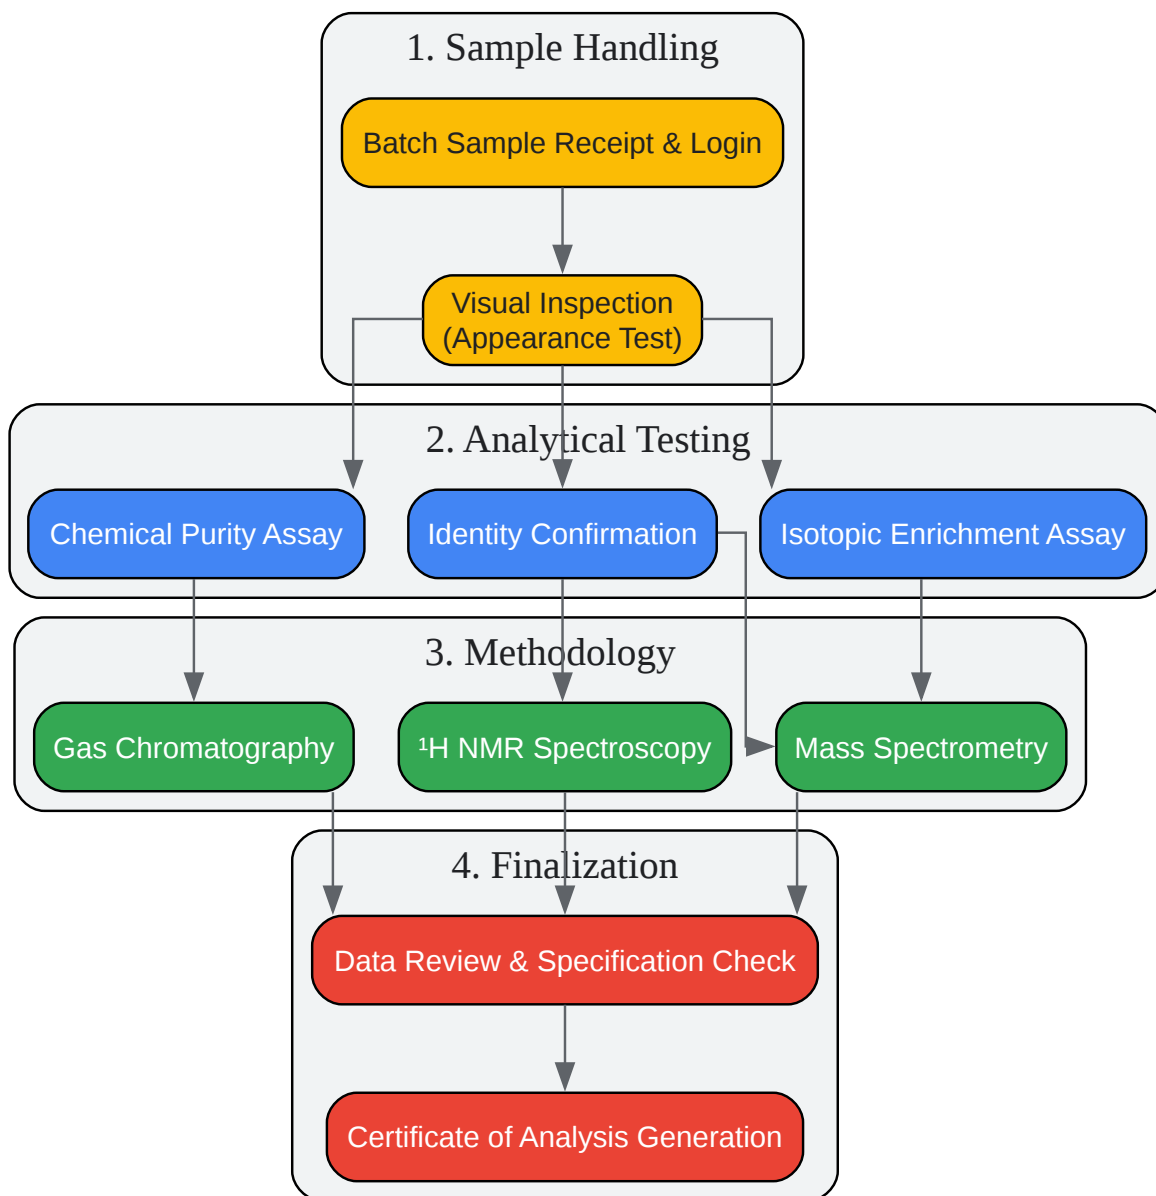 1. Sample Handling
Batch Sample Receipt & Login
Visual Inspection
(Appearance Test)
2. Analytical Testing
Chemical Purity Assay
Identity Confirmation
Isotopic Enrichment Assay
3. Methodology
Gas Chromatography
¹H NMR Spectroscopy
Mass Spectrometry
4. Finalization
Data Review & Specification Check
Certificate of Analysis Generation